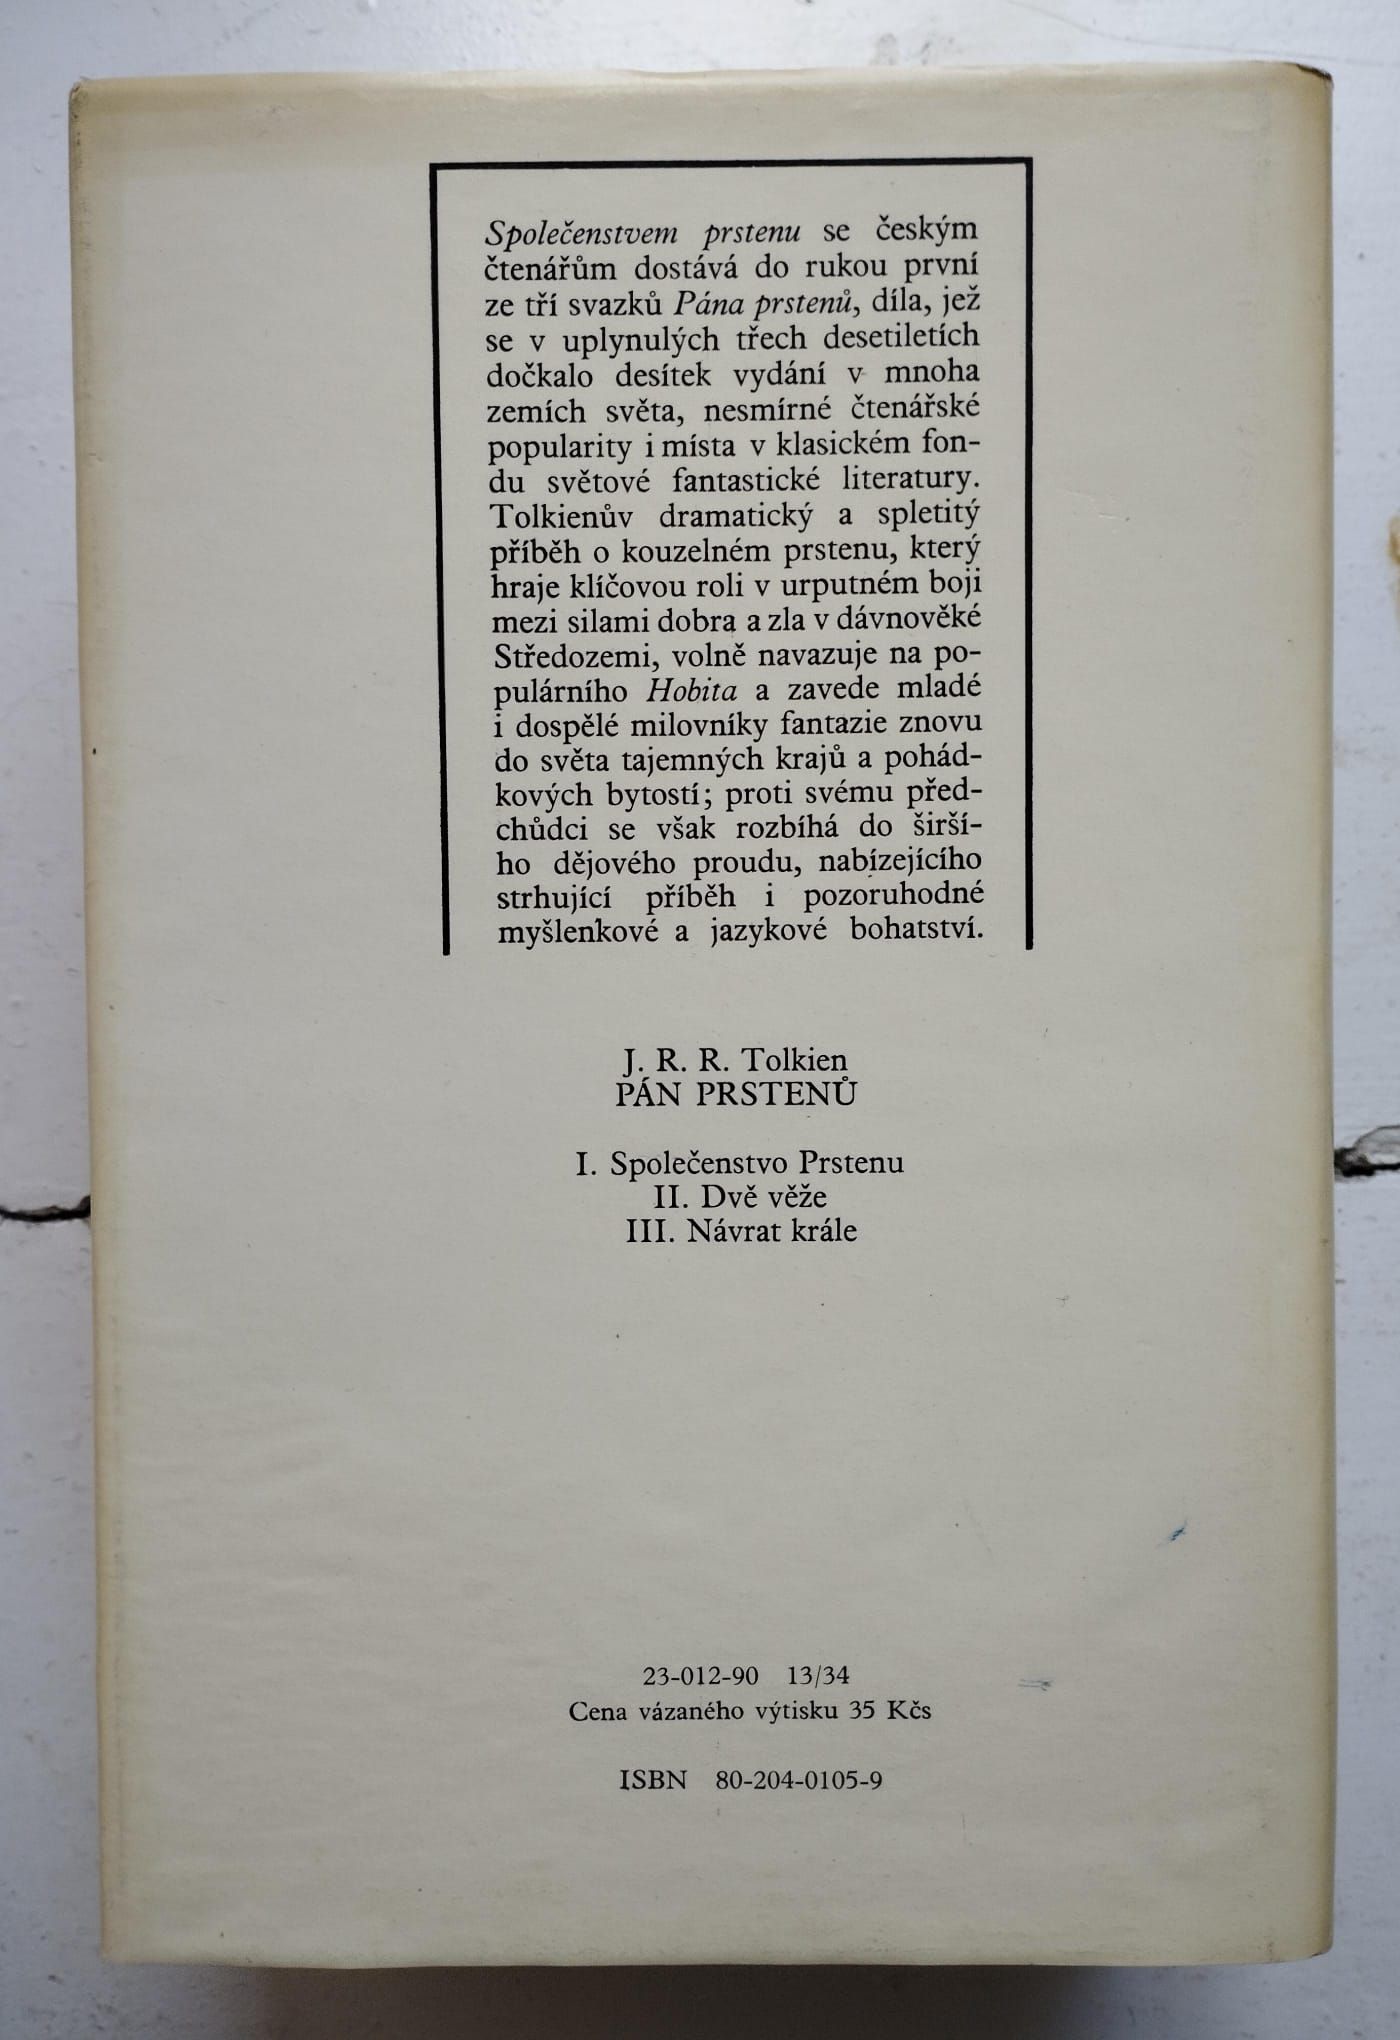 Společenstvem prstenu se českým
čtenářům dostává do rukou první
ze tří svazků Pána prstenů, díla, jež
se v uplynulých třech desetiletích
dočkalo desítek vydání v mnoha
zemích světa, nesmírné čtenářské
popularity i místa v klasickém fon-
du světové fantastické literatury.
Tolkienův dramatický a spletitý
příběh o kouzelném prstenu, který
hraje klíčovou roli v urputném boji
mezi silami dobra a zla v dávnověké
Středozemi, volně navazuje na po-
pulárního Hobita a zavede mladé
i dospělé milovníky fantazie znovu
do světa tajemných krajů a pohád-
kových bytostí; proti svému před-
chůdci se však rozbíhá do širší-
ho dějového proudu, nabízejícího
strhující příběh i pozoruhodné
myšlenkové a jazykové bohatství.
J. R. R. Tolkien
PÁN PRSTENŮ
I. Společenstvo Prstenu
II. Dvě věže
III. Návrat krále
23-012-90 13/34
Cena vázaného výtisku 35 Kčs
ISBN 80-204-0105-9